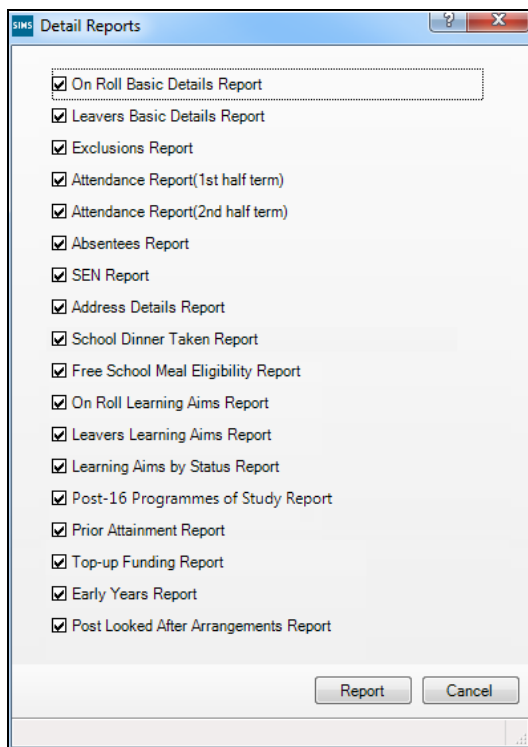 SIMS Detail Reports
On Roll Basic Details Report
Leavers Basic Details Report
Exclusions Report
Attendance Report(1st half term)
Attendance Report(2nd half term)
Absentees Report
SEN Report
Address Details Report
School Dinner Taken Report
Free School Meal Eligibility Report
On Roll Learning Aims Report
Leavers Learning Aims Report
Learning Aims by Status Report
Post-16 Programmes of Study Report
Prior Attainment Report
Top-up Funding Report
Early Years Report
Post Looked After Arrangements Report
Report Cancel